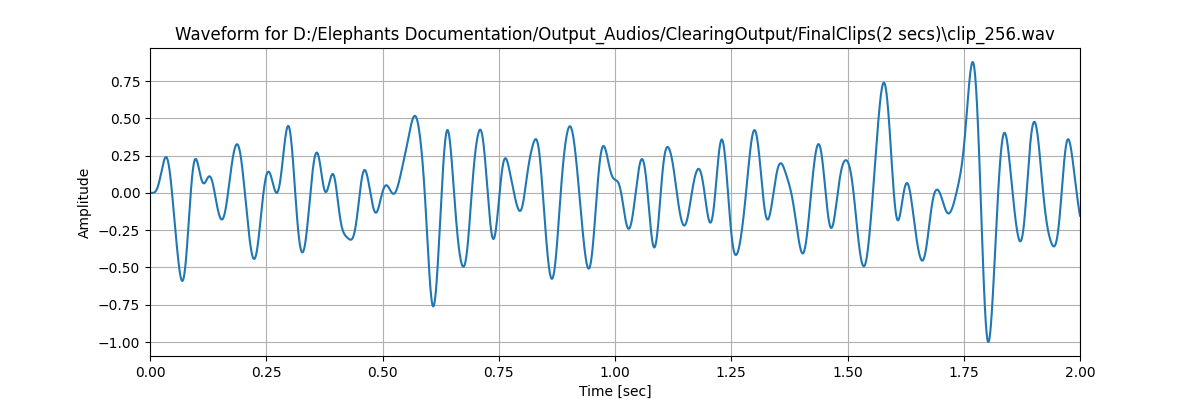 Waveform for D:/Elephants Documentation/Output_Audios/ClearingOutput/FinalClips(2 secs)\clip_256.wav
0.75
0.50
0.25
0.00
−0.25
−0.50
−0.75
−1.00
Amplitude
0.00 0.25 0.50 0.75 1.00 1.25 1.50 1.75 2.00
Time [sec]